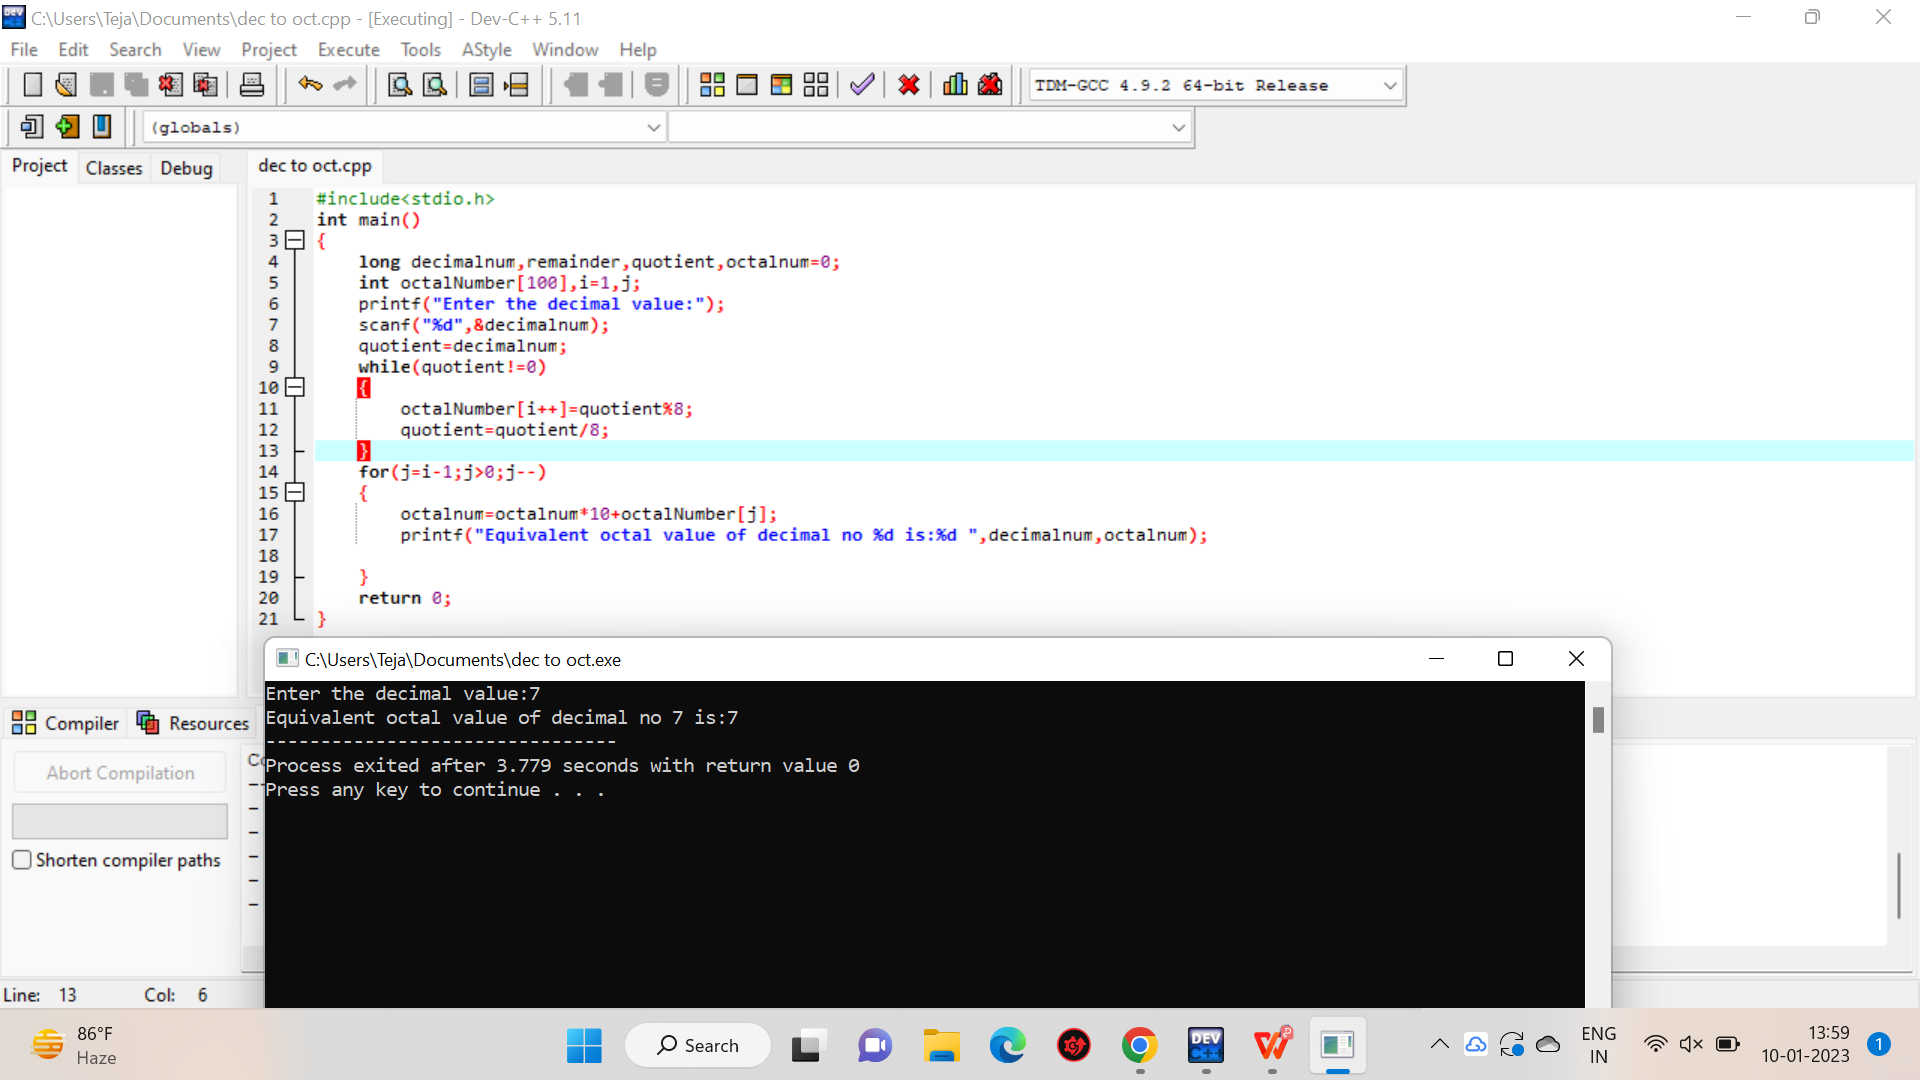 C:\Users\Teja\Documents\dec to oct.cpp - [Executing] - Dev-C++ 5.11
File Edit Search View Project Execute Tools AStyle Window Help
TDM-GCC 4.9.2 64-bit Release
(globals)
Project Classes Debug
dec to oct.cpp
1 #include<stdio.h>
2 int main()
3 {
4 long decimalnum,remainder,quotient,octalnum=0;
5 int octalNumber[100],i=1,j;
6 printf("Enter the decimal value:");
7 scanf("%d",&decimalnum);
8 quotient=decimalnum;
9 while(quotient!=0)
10 {
11 octalNumber[i++]=quotient%8;
12 quotient=quotient/8;
13 }
14 for(j=i-1;j>0;j--)
15 {
16 octalnum=octalnum*10+octalNumber[j];
17 printf("Equivalent octal value of decimal no %d is:%d ",decimalnum,octalnum);
18
19 }
20 return 0;
21 }
C:\Users\Teja\Documents\dec to oct.exe
Enter the decimal value:7
Equivalent octal value of decimal no 7 is:7
--------------------------------
Process exited after 3.779 seconds with return value 0
Press any key to continue . . .
Compiler Resources
Abort Compilation
Shorten compiler paths
Line: 13 Col: 6
86°F
Haze
Search
DEV
C++
ENG
IN
13:59
10-01-2023
1